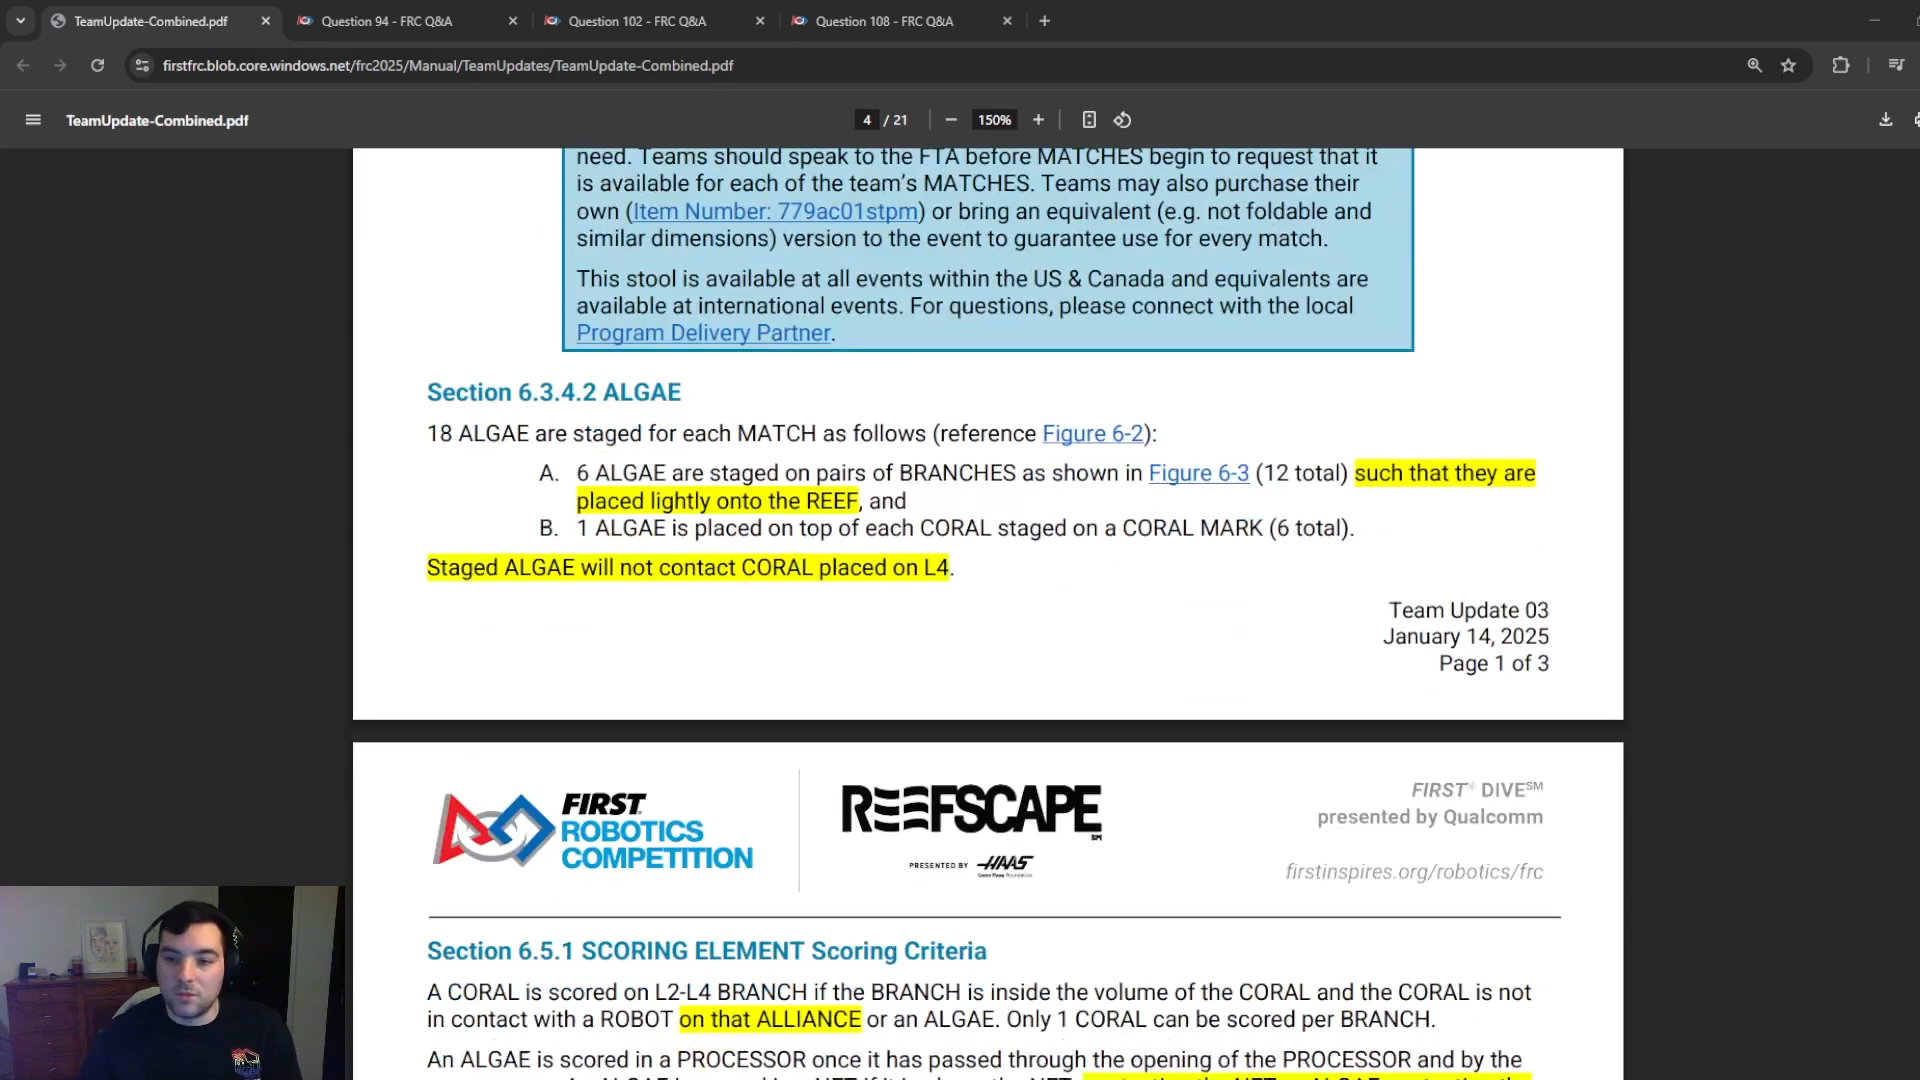 TeamUpdate-Combined.pdf
Question 94 - FRC Q&A
Question 102 - FRC Q&A
Question 108 - FRC Q&A
firstfrc.blob.core.windows.net/frc2025/Manual/TeamUpdates/TeamUpdate-Combined.pdf
TeamUpdate-Combined.pdf
4 / 21
150%
need. Teams should speak to the FTA before MATCHES begin to request that it
is available for each of the team's MATCHES. Teams may also purchase their
own (Item Number: 779ac01stpm) or bring an equivalent (e.g. not foldable and
similar dimensions) version to the event to guarantee use for every match.
This stool is available at all events within the US & Canada and equivalents are
available at international events. For questions, please connect with the local
Program Delivery Partner.
Section 6.3.4.2 ALGAE
18 ALGAE are staged for each MATCH as follows (reference Figure 6-2):
A. 6 ALGAE are staged on pairs of BRANCHES as shown in Figure 6-3 (12 total) such that they are
placed lightly onto the REEF, and
B. 1 ALGAE is placed on top of each CORAL staged on a CORAL MARK (6 total).
Staged ALGAE will not contact CORAL placed on L4.
Team Update 03
January 14, 2025
Page 1 of 3
FIRST
ROBOTICS
COMPETITION
REEFSCAPE SM
PRESENTED BY HAAS
Gene Haas Foundation
FIRST® DIVE℠
presented by Qualcomm
firstinspires.org/robotics/frc
Section 6.5.1 SCORING ELEMENT Scoring Criteria
A CORAL is scored on L2-L4 BRANCH if the BRANCH is inside the volume of the CORAL and the CORAL is not
in contact with a ROBOT on that ALLIANCE or an ALGAE. Only 1 CORAL can be scored per BRANCH.
An ALGAE is scored in a PROCESSOR once it has passed through the opening of the PROCESSOR and by the